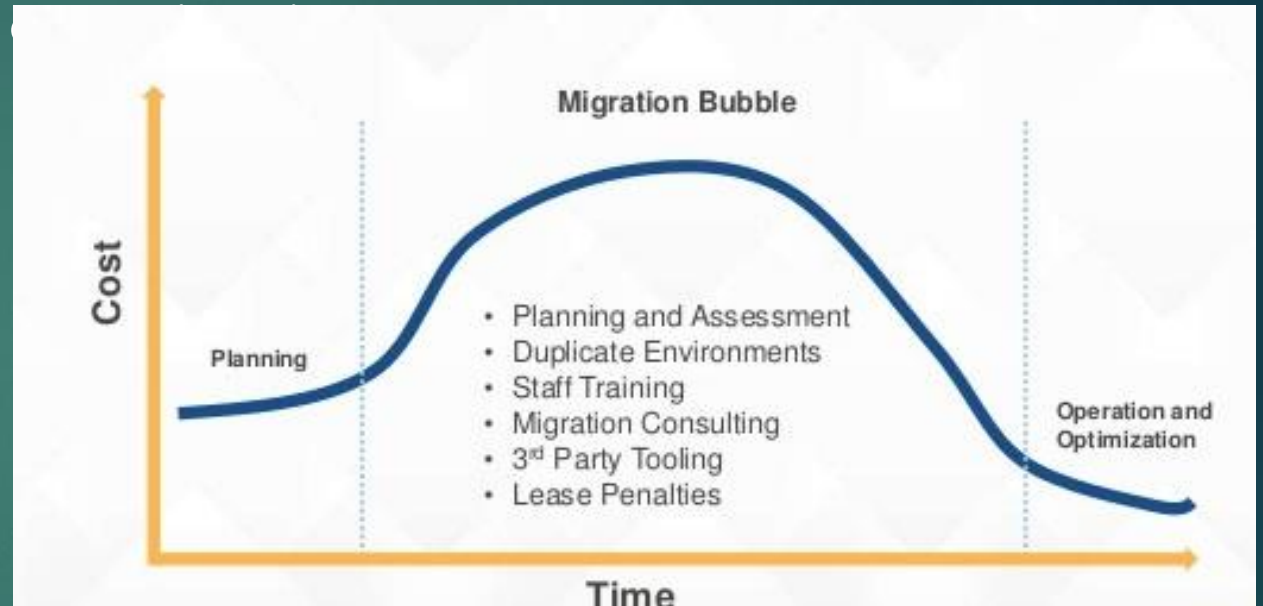 Migration Bubble
Cost
Planning
• Planning and Assessment
• Duplicate Environments
• Staff Training
• Migration Consulting
• 3rd Party Tooling
• Lease Penalties
Operation and
Optimization
Time